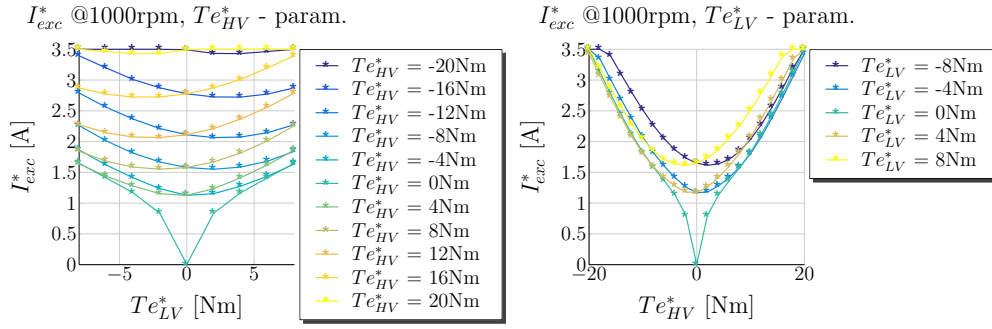 I*exc @1000rpm, Te*HV - param.
3.5
3
2.5
2
1.5
1
0.5
0
I*exc [A]
−5
0
5
Te*LV [Nm]
Te*HV = -20Nm
Te*HV = -16Nm
Te*HV = -12Nm
Te*HV = -8Nm
Te*HV = -4Nm
Te*HV = 0Nm
Te*HV = 4Nm
Te*HV = 8Nm
Te*HV = 12Nm
Te*HV = 16Nm
Te*HV = 20Nm
I*exc @1000rpm, Te*LV - param.
3.5
3
2.5
2
1.5
1
0.5
0
I*exc [A]
−20
0
20
Te*HV [Nm]
Te*LV = -8Nm
Te*LV = -4Nm
Te*LV = 0Nm
Te*LV = 4Nm
Te*LV = 8Nm